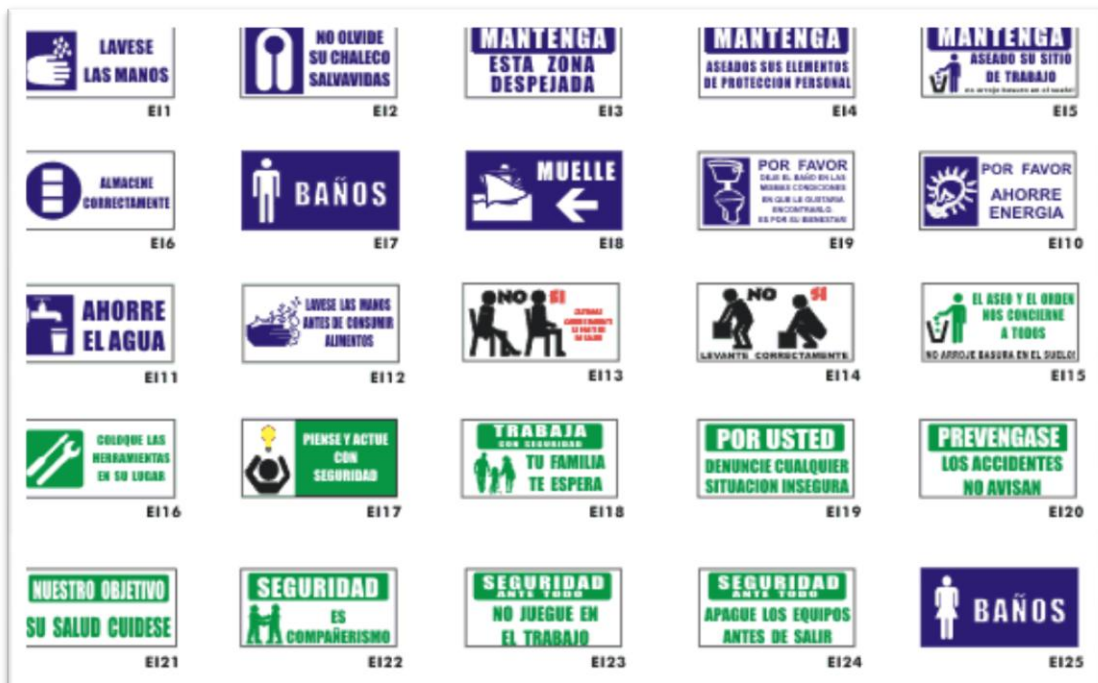 LAVESE
LAS MANOS
EI1
NO OLVIDE
SU CHALECO
SALVAVIDAS
EI2
MANTENGA
ESTA ZONA
DESPEJADA
EI3
MANTENGA
ASEADOS SUS ELEMENTOS
DE PROTECCION PERSONAL
EI4
MANTENGA
ASEADO SU SITIO
DE TRABAJO
no arroje basura en el suelo!
EI5
ALMACENE
CORRECTAMENTE
EI6
BAÑOS
EI7
MUELLE
EI8
POR FAVOR
DEJE EL BAÑO EN LAS
MISMAS CONDICIONES
EN QUE LE GUSTARIA
ENCONTRARLO.
ES POR SU BIENESTAR!
EI9
POR FAVOR
AHORRE
ENERGIA
EI10
AHORRE
EL AGUA
EI11
LAVESE LAS MANOS
ANTES DE CONSUMIR
ALIMENTOS
EI12
NO SI
EI13
NO SI
LEVANTE CORRECTAMENTE
EI14
EL ASEO Y EL ORDEN
NOS CONCIERNE
A TODOS
NO ARROJE BASURA EN EL SUELO!
EI15
COLOQUE LAS
HERRAMIENTAS
EN SU LUGAR
EI16
PIENSE Y ACTUE
CON
SEGURIDAD
EI17
TRABAJA
CON SEGURIDAD
TU FAMILIA
TE ESPERA
EI18
POR USTED
DENUNCIE CUALQUIER
SITUACION INSEGURA
EI19
PREVENGASE
LOS ACCIDENTES
NO AVISAN
EI20
NUESTRO OBJETIVO
SU SALUD CUIDESE
EI21
SEGURIDAD
ES
COMPAÑERISMO
EI22
SEGURIDAD
ANTE TODO
NO JUEGUE EN
EL TRABAJO
EI23
SEGURIDAD
ANTE TODO
APAGUE LOS EQUIPOS
ANTES DE SALIR
EI24
BAÑOS
EI25